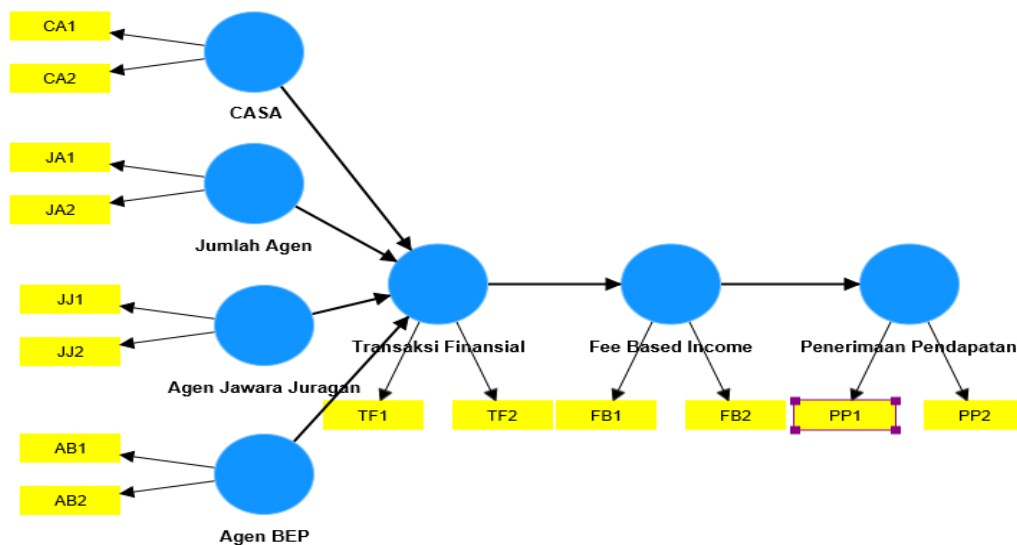 CA1
CA2
CASA
JA1
JA2
Jumlah Agen
JJ1
JJ2
Agen Jawara Juragan
AB1
AB2
Agen BEP
Transaksi Finansial
TF1
TF2
Fee Based Income
FB1
FB2
Penerimaan Pendapatan
PP1
PP2